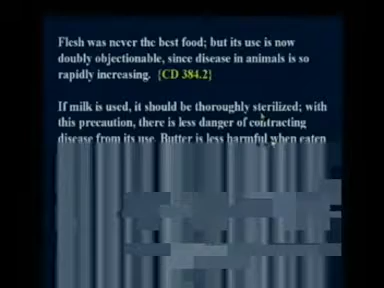 Flesh was never the best food; but its use is now
doubly objectionable, since disease in animals is so
rapidly increasing. {CD 384.2}
If milk is used, it should be thoroughly sterilized; with
this precaution, there is less danger of contracting
disease from its use. Butter is less harmful when eaten